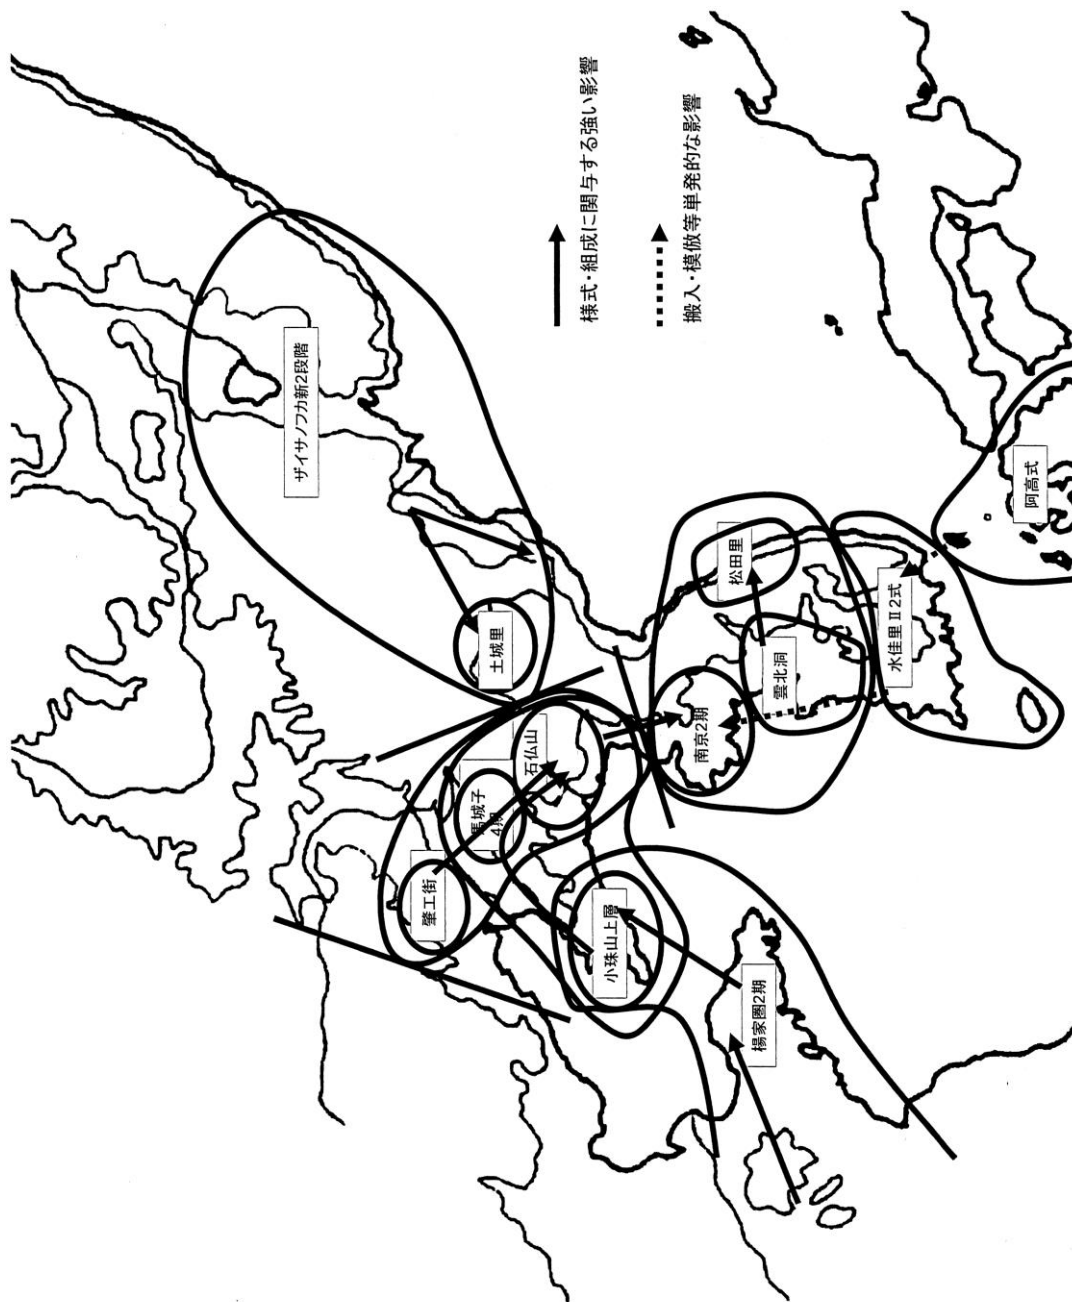 様式・組成に関与する強い影響
搬入・模倣等単発的な影響
ザイサノフカ新2段階
土城里
石仏山
馬城子
4期
肇工街
小珠山上層
楊家圏2期
南京2期
雲北洞
松田里
水佳里Ⅱ2式
阿高式